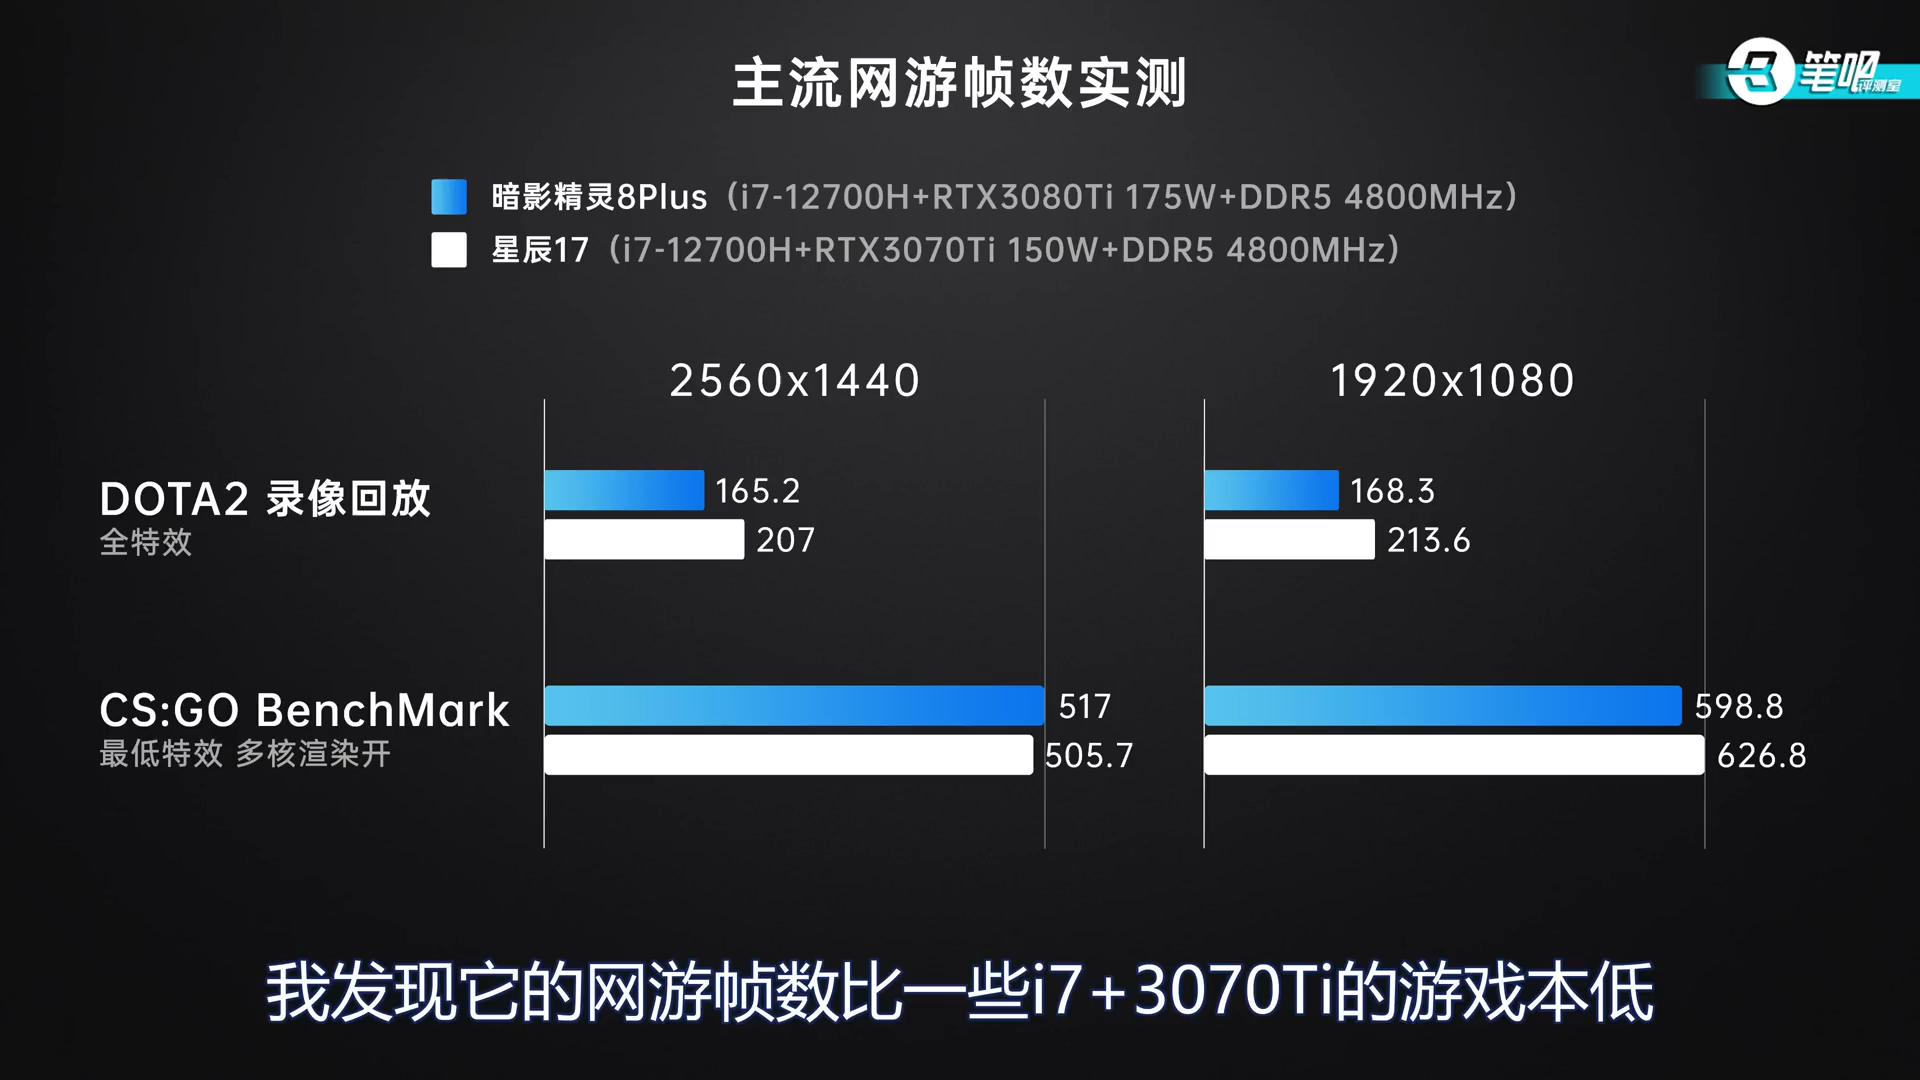 主流网游帧数实测
笔吧评测室
暗影精灵8Plus（i7-12700H+RTX3080Ti 175W+DDR5 4800MHz）
星辰17（i7-12700H+RTX3070Ti 150W+DDR5 4800MHz）
2560x1440
1920x1080
DOTA2 录像回放
全特效
165.2
207
168.3
213.6
CS:GO BenchMark
最低特效 多核渲染开
517
505.7
598.8
626.8
我发现它的网游帧数比一些i7+3070Ti的游戏本低